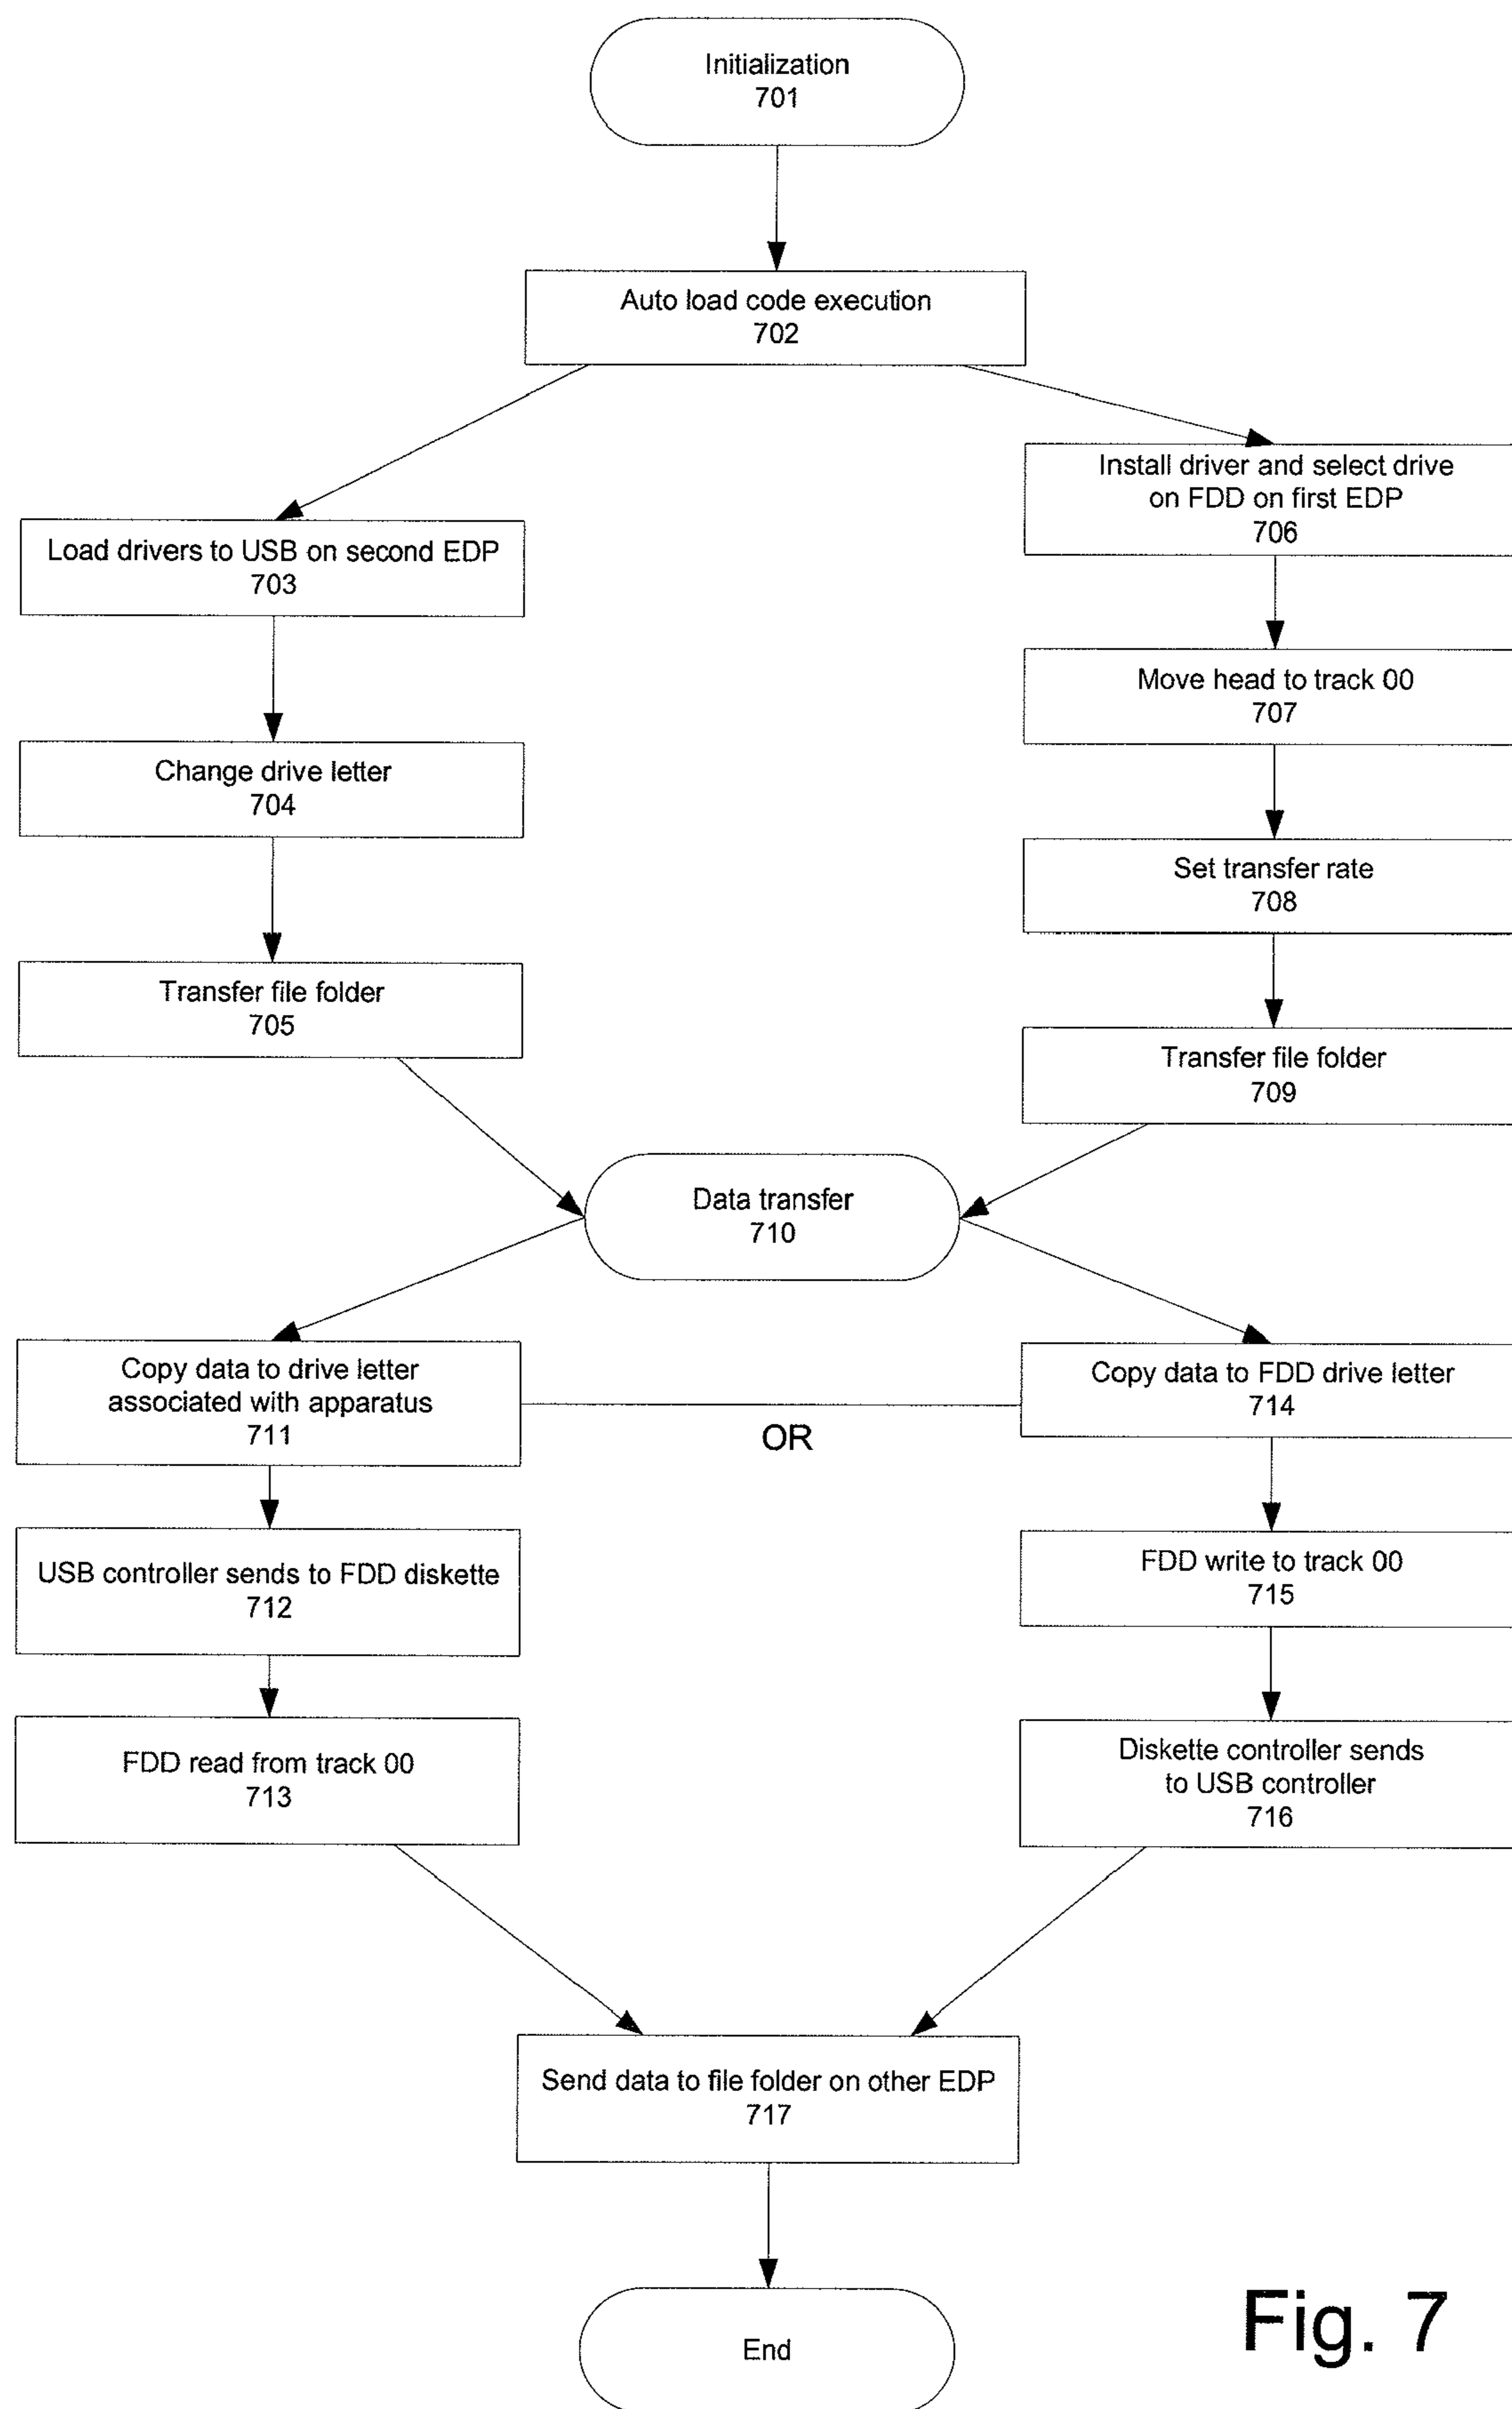 Initialization
701
Auto load code execution
702
Load drivers to USB on second EDP
703
Change drive letter
704
Transfer file folder
705
Install driver and select drive
on FDD on first EDP
706
Move head to track 00
707
Set transfer rate
708
Transfer file folder
709
Data transfer
710
Copy data to drive letter
associated with apparatus
711
OR
USB controller sends to FDD diskette
712
FDD read from track 00
713
Copy data to FDD drive letter
714
FDD write to track 00
715
Diskette controller sends
to USB controller
716
Send data to file folder on other EDP
717
End
Fig. 7